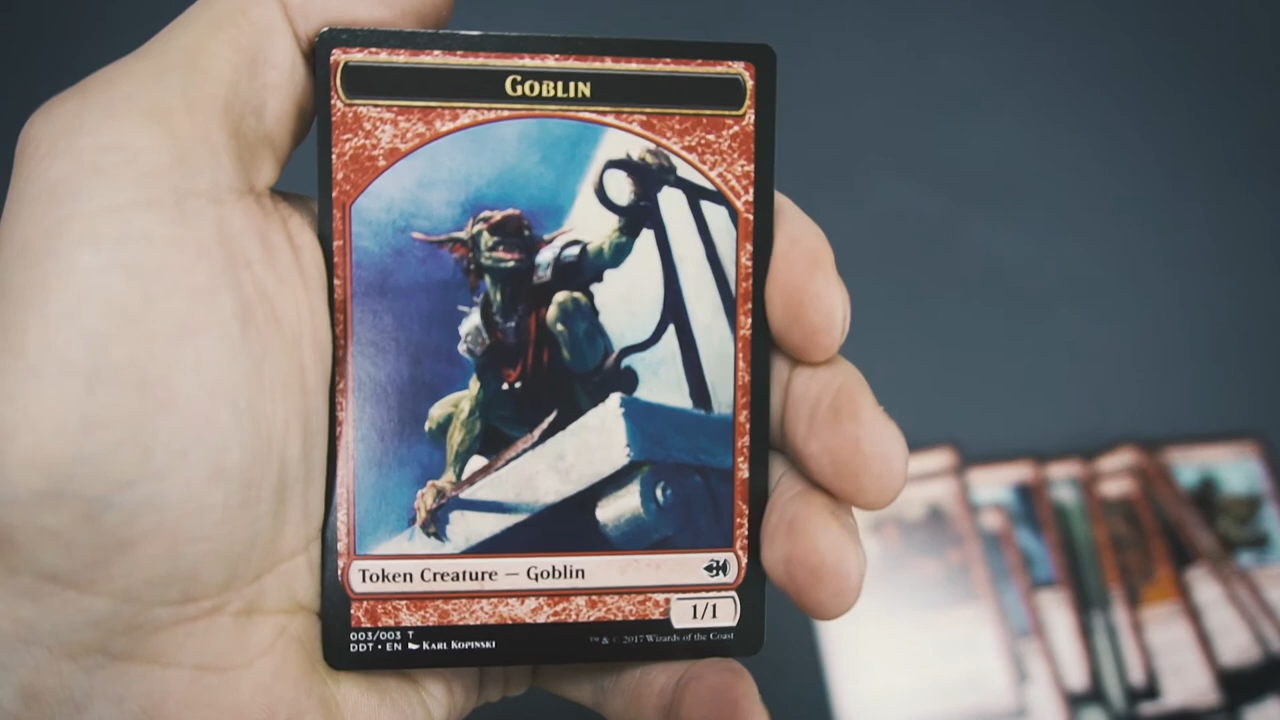 GOBLIN
Token Creature — Goblin
1/1
003/003 T
DDT • EN KARL KOPINSKI
™ & © 2017 Wizards of the Coast